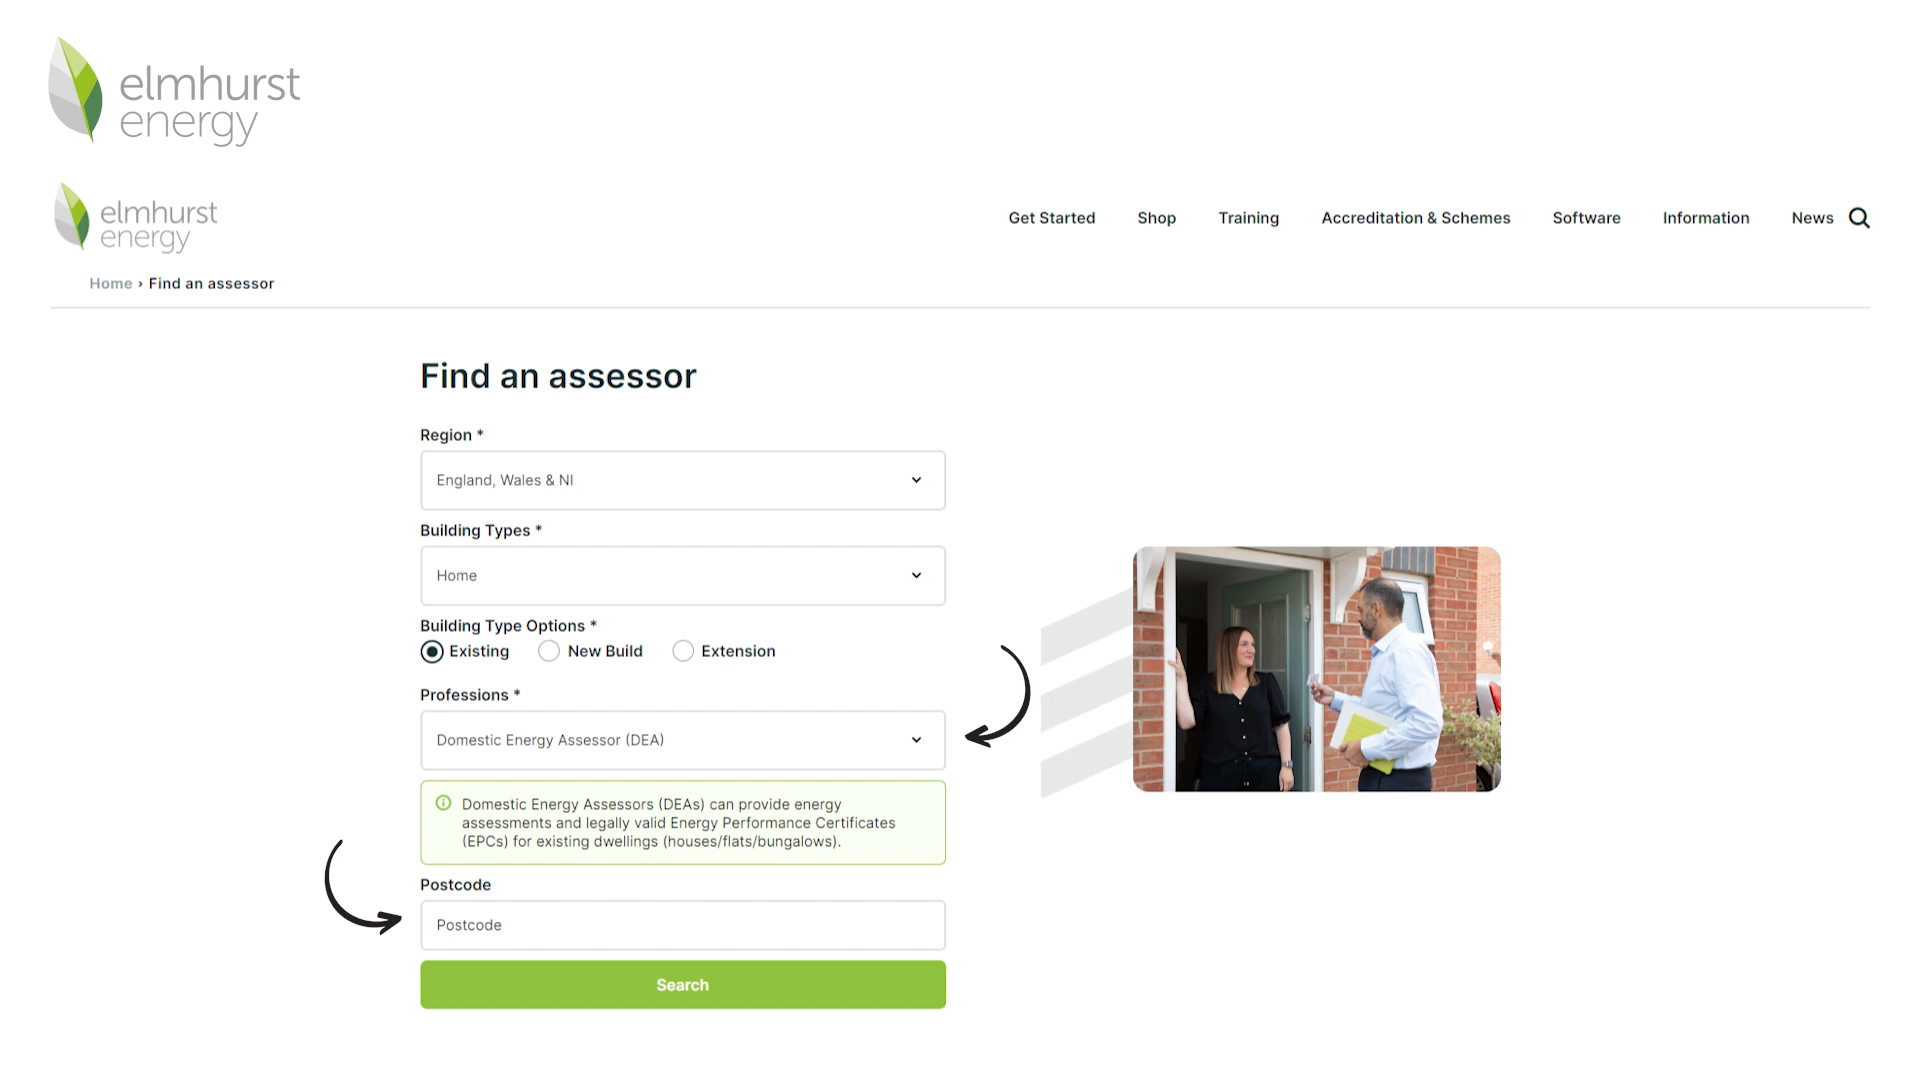 elmhurst
energy
elmhurst
energy
Get Started Shop Training Accreditation & Schemes Software Information News
Home › Find an assessor
Find an assessor
Region *
England, Wales & NI
Building Types *
Home
Building Type Options *
Existing New Build Extension
Professions *
Domestic Energy Assessor (DEA)
Domestic Energy Assessors (DEAs) can provide energy
assessments and legally valid Energy Performance Certificates
(EPCs) for existing dwellings (houses/flats/bungalows).
Postcode
Postcode
Search